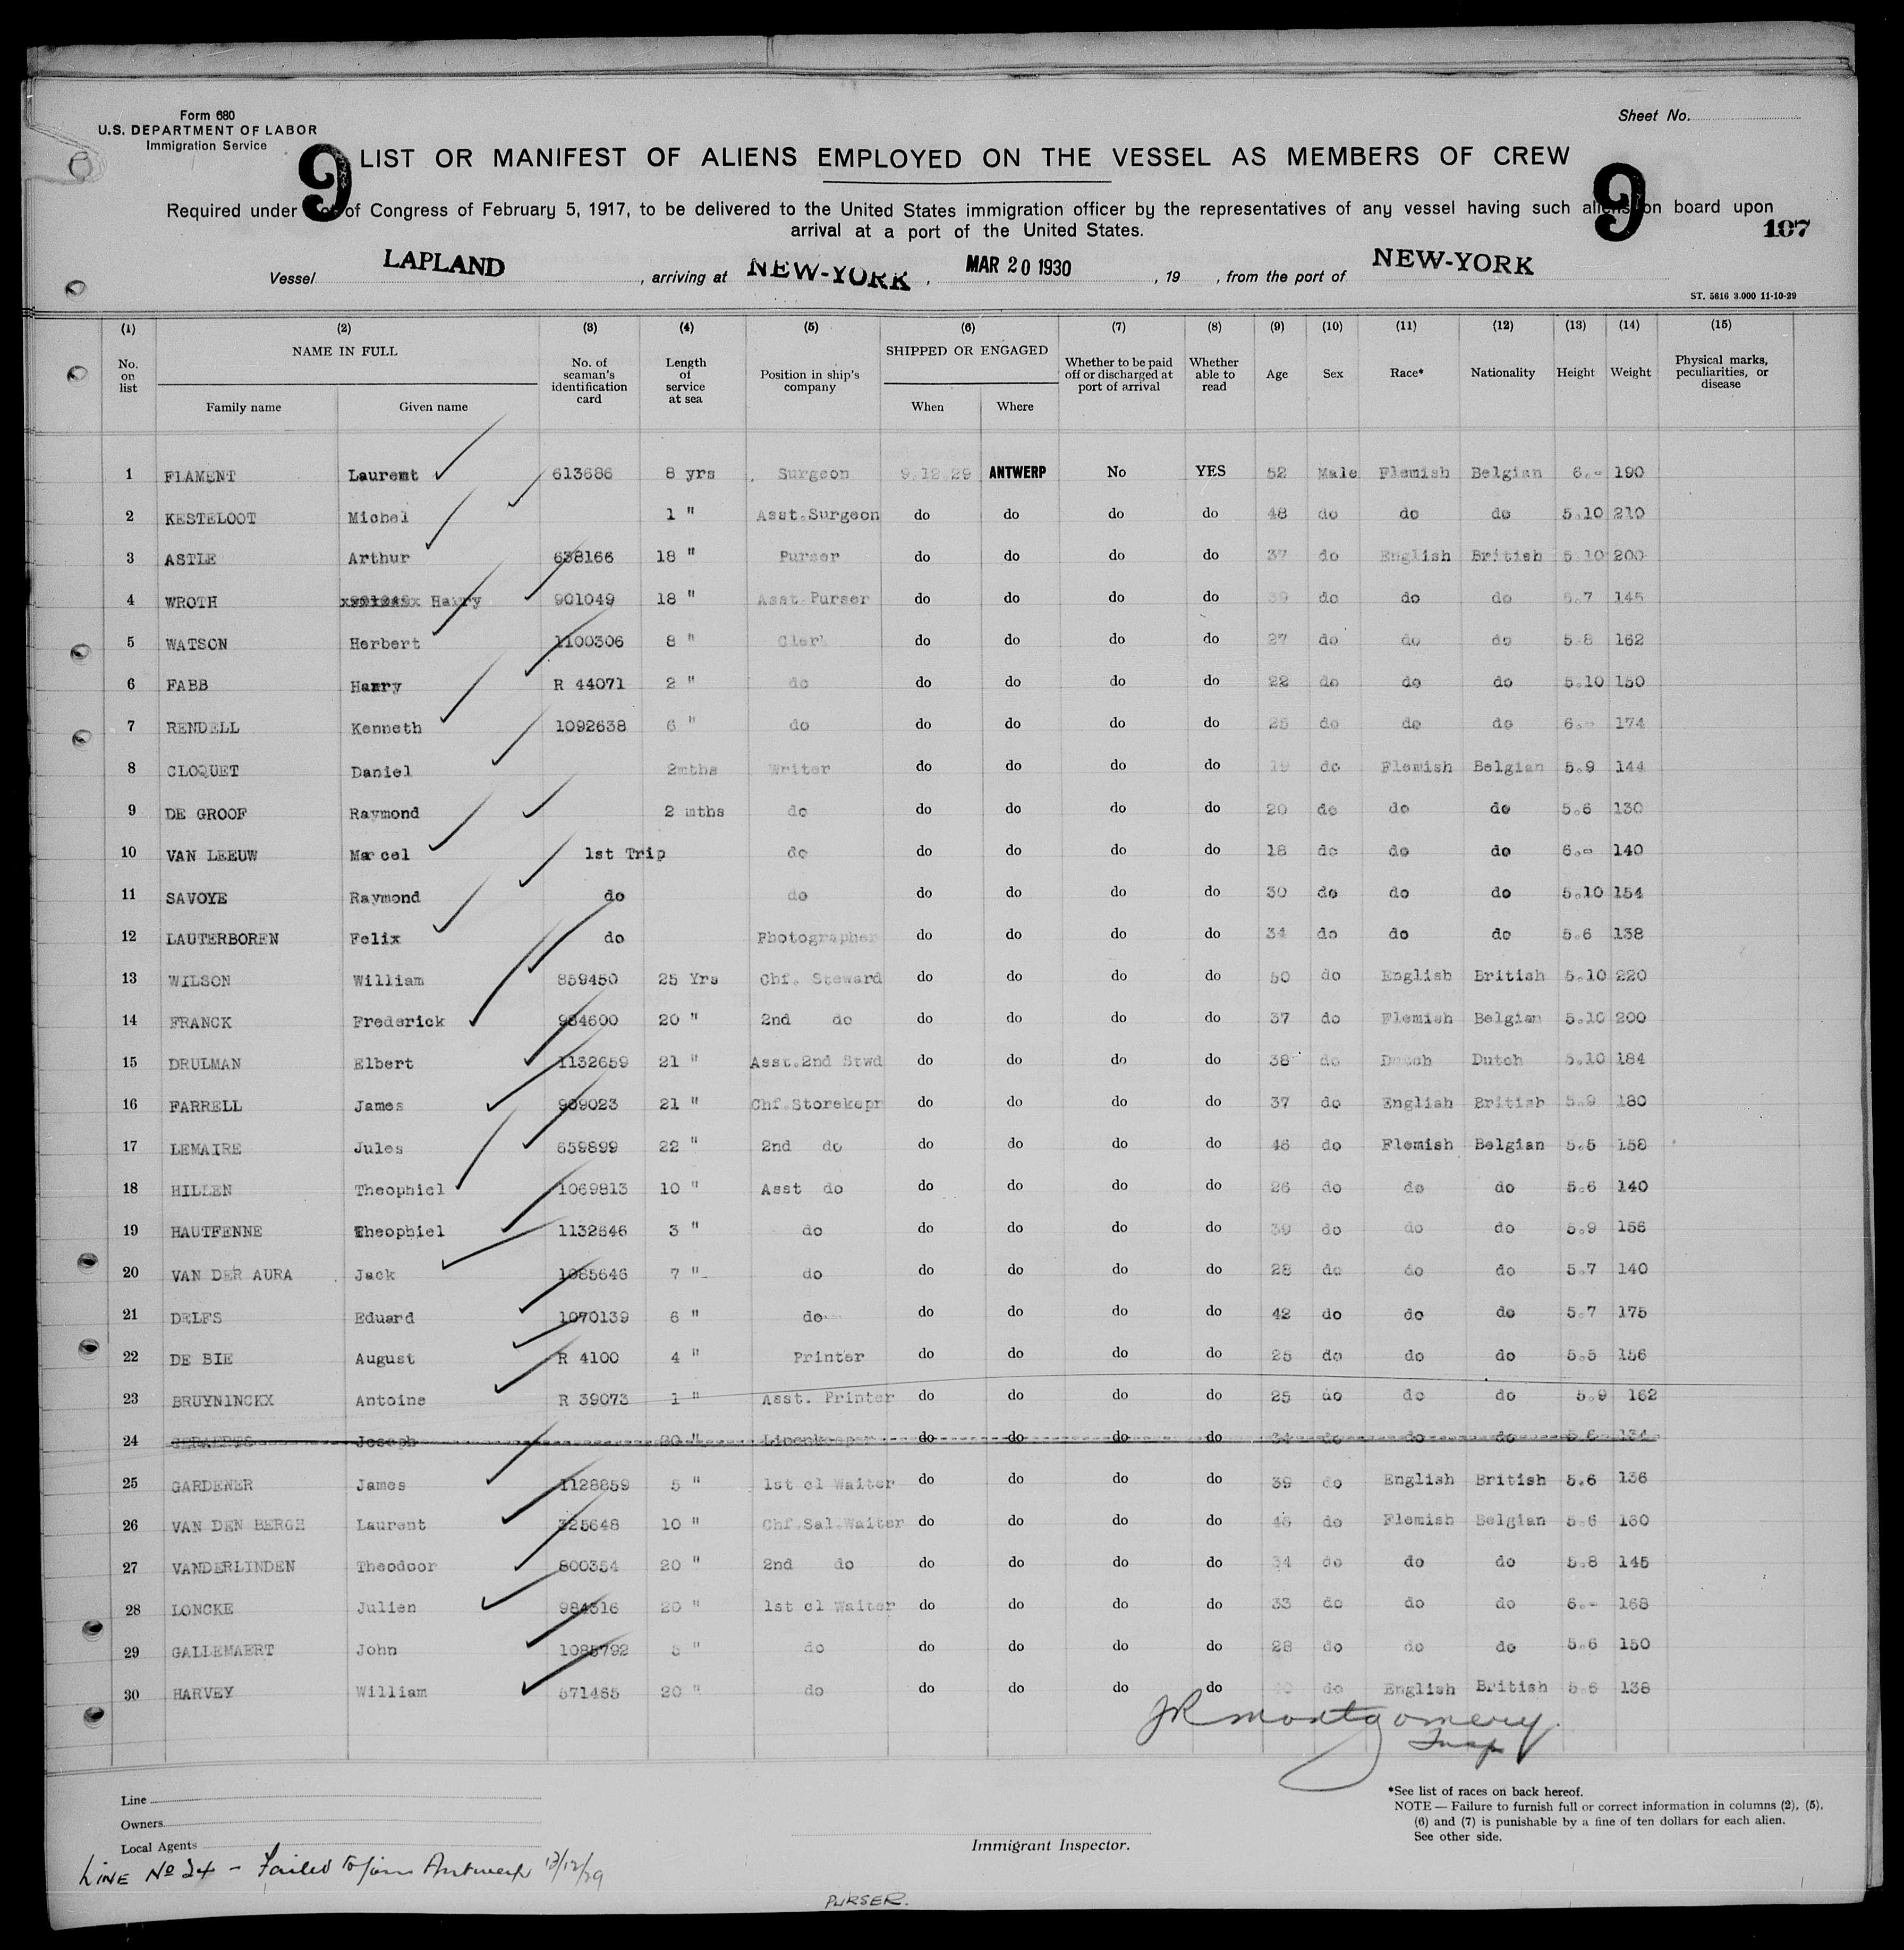 Form 680
U.S. DEPARTMENT OF LABOR
Immigration Service
Sheet No.
9 LIST OR MANIFEST OF ALIENS EMPLOYED ON THE VESSEL AS MEMBERS OF CREW 9
Required under of Congress of February 5, 1917, to be delivered to the United States immigration officer by the representatives of any vessel having such aliens on board upon
arrival at a port of the United States.
107
Vessel LAPLAND, arriving at NEW-YORK, MAR 20 1930, 19 , from the port of NEW-YORK
ST. 5616 3.000 11-10-29
(1) (2) (3) (4) (5) (6) (7) (8) (9) (10) (11) (12) (13) (14) (15)
No. on list NAME IN FULL Family name Given name No. of seaman's identification card Length of service at sea Position in ship's company SHIPPED OR ENGAGED When Where Whether to be paid off or discharged at port of arrival Whether able to read Age Sex Race* Nationality Height Weight Physical marks, peculiarities, or disease
1 FLAMENT Laurent 613686 8 yrs Surgeon 9.12.29 ANTWERP No YES 52 Male Flemish Belgian 6.- 190
2 KESTELOOT Michel 1 " Asst.Surgeon do do do do 48 do do do 5.10 210
3 ASTLE Arthur 638166 18 " Purser do do do do 37 do English British 5.10 200
4 WROTH Harry 901049 18 " Asst.Purser do do do do 39 do do do 5.7 145
5 WATSON Herbert 1100306 8 " Clerk do do do do 27 do do do 5.8 162
6 FABB Harry R 44071 2 " do do do do do 22 do do do 5.10 150
7 RENDELL Kenneth 1092638 6 " do do do do do 25 do do do 6.- 174
8 CLOQUET Daniel 2mths Writer do do do do 19 do Flemish Belgian 5.9 144
9 DE GROOF Raymond 2 mths do do do do do 20 do do do 5.6 130
10 VAN LEEUW Marcel 1st Trip do do do do do 18 do do do 6.- 140
11 SAVOYE Raymond do do do do do do 30 do do do 5.10 154
12 LAUTERBOREN Felix do Photographer do do do do 34 do do do 5.6 138
13 WILSON William 859450 25 Yrs Chf. Steward do do do do 50 do English British 5.10 220
14 FRANCK Frederick 984600 20 " 2nd do do do do do 37 do Flemish Belgian 5.10 200
15 DRULMAN Elbert 1132659 21 " Asst.2nd Stwd do do do do 38 do Dutch Dutch 5.10 184
16 FARRELL James 909023 21 " Chf.Storekepr do do do do 37 do English British 5.9 180
17 LEMAIRE Jules 659899 22 " 2nd do do do do do 46 do Flemish Belgian 5.5 158
18 HILLEN Theophiel 1069813 10 " Asst do do do do do 26 do do do 5.6 140
19 HAUTFENNE Theophiel 1132646 3 " do do do do do 39 do do do 5.9 156
20 VAN DER AURA Jack 1085646 7 " do do do do do 28 do do do 5.7 140
21 DELFS Eduard 1070139 6 " do do do do do 42 do do do 5.7 175
22 DE BIE August R 4100 4 " Printer do do do do 25 do do do 5.5 156
23 BRUYNINCKX Antoine R 39073 1 " Asst. Printer do do do do 25 do do do 5.9 162
24 GERAERTS Joseph 20 " Linenkeeper do do do do 34 do do do 5.6 134
25 GARDENER James 1128859 5 " 1st cl Waiter do do do do 39 do English British 5.6 136
26 VAN DEN BERGH Laurent 325648 10 " Chf.Sal.Waiter do do do do 46 do Flemish Belgian 5.6 160
27 VANDERLINDEN Theodoor 800354 20 " 2nd do do do do do 34 do do do 5.8 145
28 LONCKE Julien 984516 20 " 1st cl Waiter do do do do 33 do do do 6.- 168
29 GALLEMAERT John 1085792 5 " do do do do do 28 do do do 5.6 150
30 HARVEY William 571465 20 " do do do do do do English British 5.6 138
JR Montgomery
Insp
Line
Owners
Local Agents
Immigrant Inspector.
*See list of races on back hereof.
NOTE — Failure to furnish full or correct information in columns (2), (5),
(6) and (7) is punishable by a fine of ten dollars for each alien.
See other side.
LINE No 24 - Failed to join Antwerp 13/12/29
PURSER.